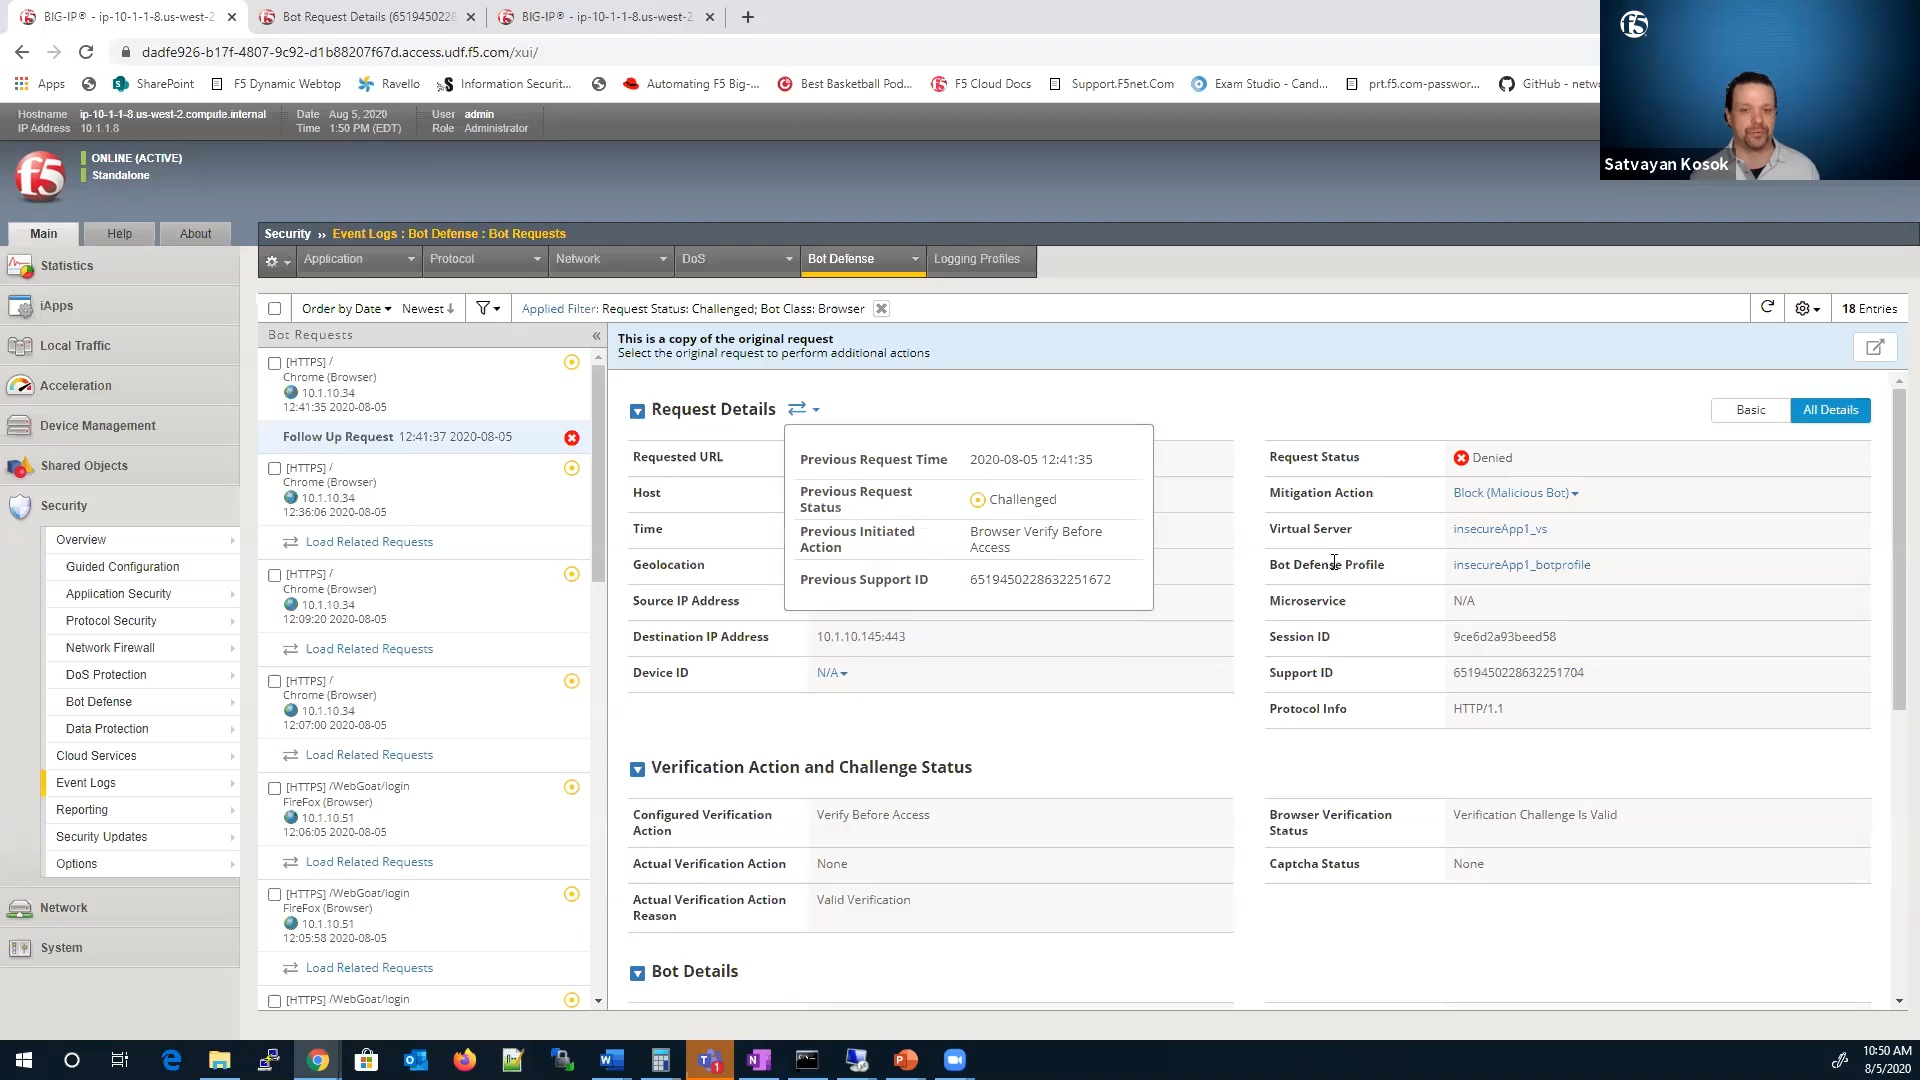 BIG-IP® - ip-10-1-1-8.us-west-2
Bot Request Details (6519450228
BIG-IP® - ip-10-1-1-8.us-west-2
dadfe926-b17f-4807-9c92-d1b88207f67d.access.udf.f5.com/xui/
Apps
SharePoint
F5 Dynamic Webtop
Ravello
Information Securit...
Automating F5 Big-...
Best Basketball Pod...
F5 Cloud Docs
Support.F5net.Com
Exam Studio - Cand...
prt.f5.com-passwor...
GitHub - netw
f5
Satvayan Kosok
Hostname ip-10-1-1-8.us-west-2.compute.internal
IP Address 10.1.1.8
Date Aug 5, 2020
Time 1:50 PM (EDT)
User admin
Role Administrator
f5
ONLINE (ACTIVE)
Standalone
Main
Help
About
Security » Event Logs : Bot Defense : Bot Requests
Application
Protocol
Network
DoS
Bot Defense
Logging Profiles
Statistics
iApps
Local Traffic
Acceleration
Device Management
Shared Objects
Security
Overview
Guided Configuration
Application Security
Protocol Security
Network Firewall
DoS Protection
Bot Defense
Data Protection
Cloud Services
Event Logs
Reporting
Security Updates
Options
Network
System
Order by Date
Newest
Applied Filter: Request Status: Challenged; Bot Class: Browser
18 Entries
Bot Requests
[HTTPS] /
Chrome (Browser)
10.1.10.34
12:41:35 2020-08-05
Follow Up Request 12:41:37 2020-08-05
[HTTPS] /
Chrome (Browser)
10.1.10.34
12:36:06 2020-08-05
Load Related Requests
[HTTPS] /
Chrome (Browser)
10.1.10.34
12:09:20 2020-08-05
Load Related Requests
[HTTPS] /
Chrome (Browser)
10.1.10.34
12:07:00 2020-08-05
Load Related Requests
[HTTPS] /WebGoat/login
FireFox (Browser)
10.1.10.51
12:06:05 2020-08-05
Load Related Requests
[HTTPS] /WebGoat/login
FireFox (Browser)
10.1.10.51
12:05:58 2020-08-05
Load Related Requests
[HTTPS] /WebGoat/login
This is a copy of the original request
Select the original request to perform additional actions
Request Details
Basic
All Details
Requested URL
Host
Time
Geolocation
Source IP Address
Destination IP Address 10.1.10.145:443
Device ID N/A
Previous Request Time 2020-08-05 12:41:35
Previous Request
Status
Challenged
Previous Initiated
Action
Browser Verify Before
Access
Previous Support ID 6519450228632251672
Request Status Denied
Mitigation Action Block (Malicious Bot)
Virtual Server insecureApp1_vs
Bot Defense Profile insecureApp1_botprofile
Microservice N/A
Session ID 9ce6d2a93beed58
Support ID 6519450228632251704
Protocol Info HTTP/1.1
Verification Action and Challenge Status
Configured Verification
Action
Verify Before Access
Actual Verification Action None
Actual Verification Action
Reason
Valid Verification
Browser Verification
Status
Verification Challenge Is Valid
Captcha Status None
Bot Details
10:50 AM
8/5/2020